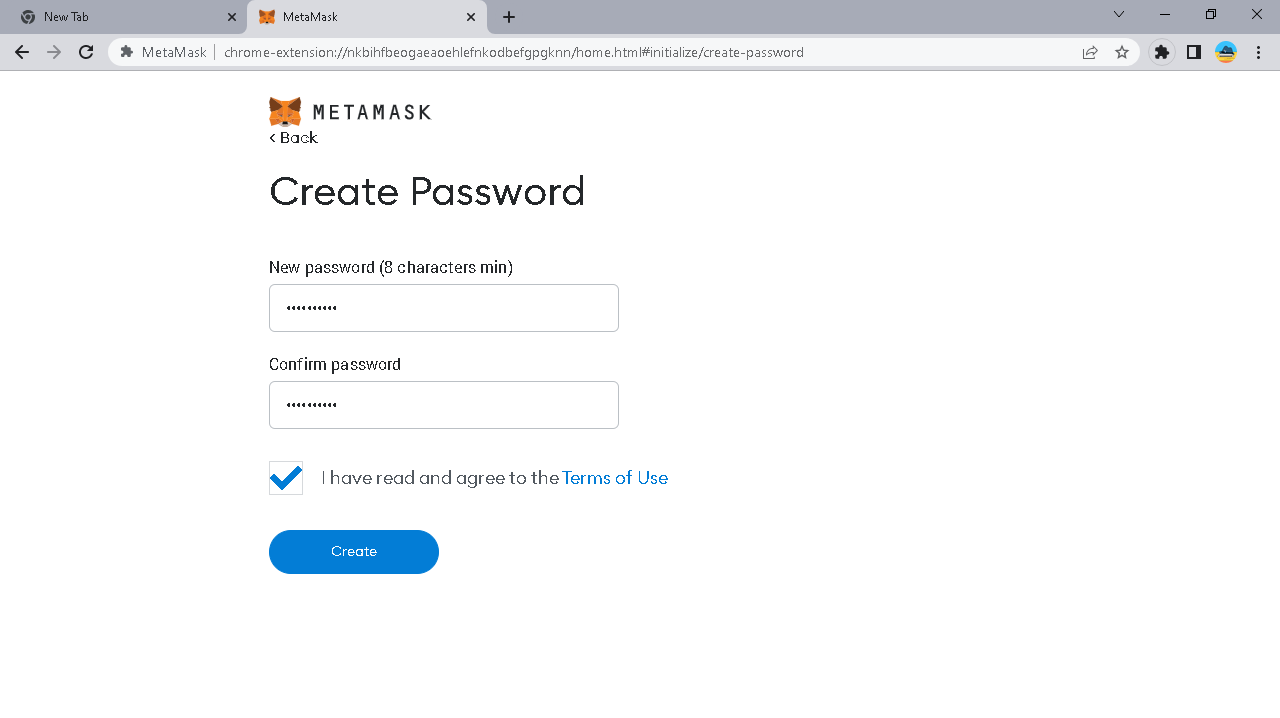 New Tab
MetaMask
MetaMask
chrome-extension://nkbihfbeogaeaoehlefnkodbefgpgknn/home.html#initialize/create-password
METAMASK
< Back
Create Password
New password (8 characters min)
••••••••••
Confirm password
••••••••••
I have read and agree to the Terms of Use
Create